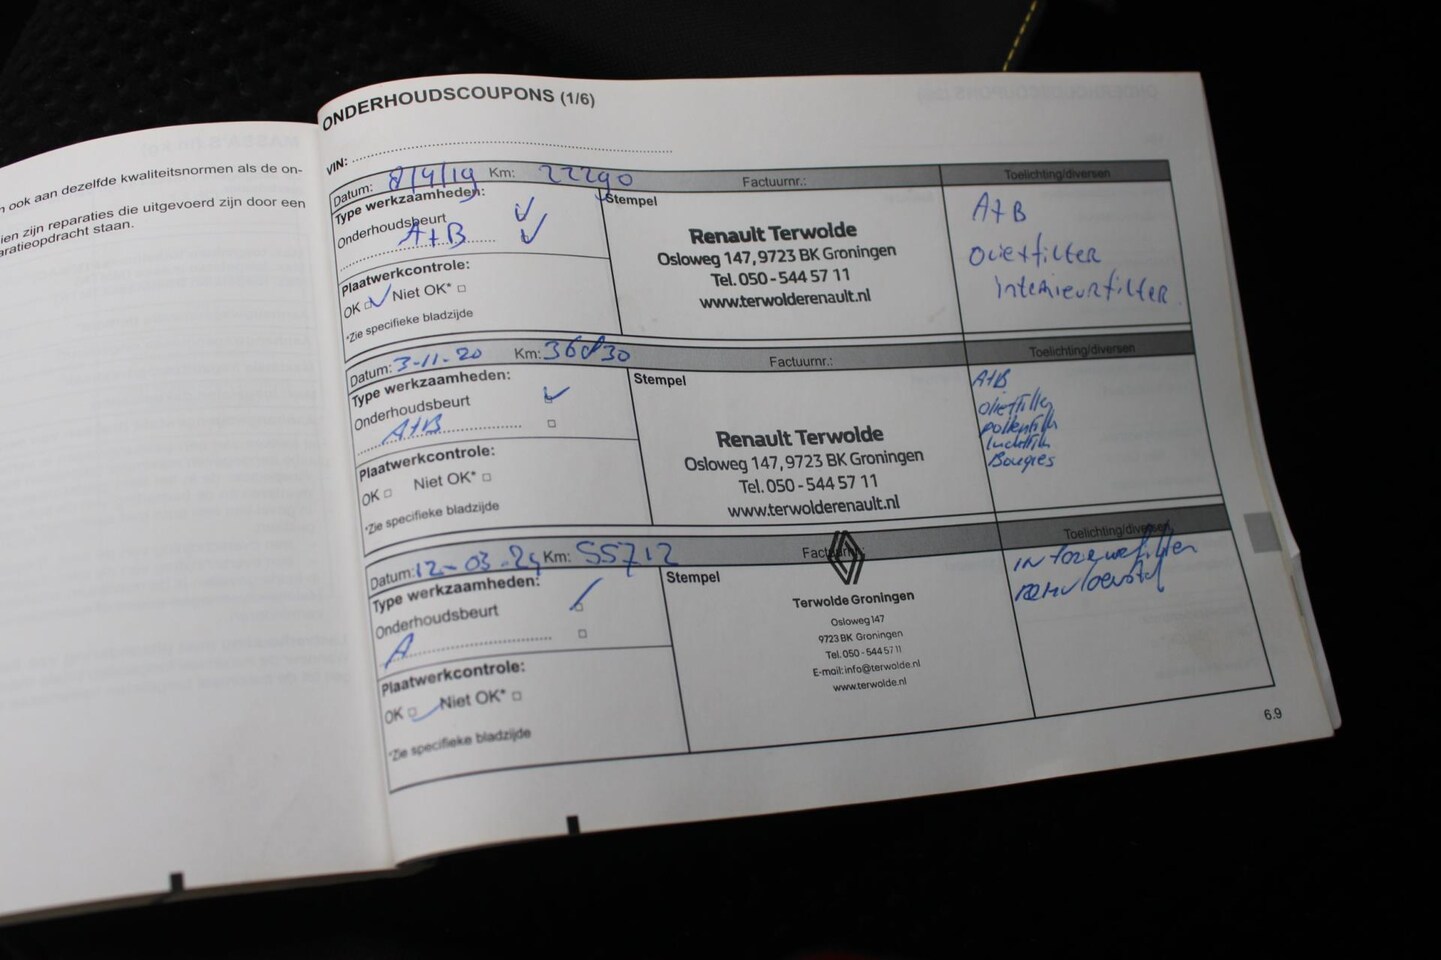 n ook aan dezelfde kwaliteitsnormen als de on-
ien zijn reparaties die uitgevoerd zijn door een
aratieopdracht staan.
ONDERHOUDSCOUPONS (1/6)
VIN:
Datum: 8/4/19 Km: 22290 Factuurnr.: Toelichting/diversen
Type werkzaamheden:
Onderhoudsbeurt
A+B
Plaatwerkcontrole:
OK Niet OK*
*Zie specifieke bladzijde
Stempel
Renault Terwolde
Osloweg 147, 9723 BK Groningen
Tel. 050 - 544 57 11
www.terwolderenault.nl
A+B
Oliefilter
interieurfilter
Datum: 3-11-20 Km: 36830 Factuurnr.: Toelichting/diversen
Type werkzaamheden:
Onderhoudsbeurt
A+B
Plaatwerkcontrole:
OK Niet OK*
*Zie specifieke bladzijde
Stempel
Renault Terwolde
Osloweg 147, 9723 BK Groningen
Tel. 050 - 544 57 11
www.terwolderenault.nl
A+B
Bougies
Datum: 12-03-24 Km: 55712 Factuurnr.: Toelichting/diversen
Type werkzaamheden:
Onderhoudsbeurt
A
Plaatwerkcontrole:
OK Niet OK*
*Zie specifieke bladzijde
Stempel
Terwolde Groningen
Osloweg 147
9723 BK Groningen
Tel. 050 - 544 57 11
E-mail: info@terwolde.nl
www.terwolde.nl
remvloeistof
6.9